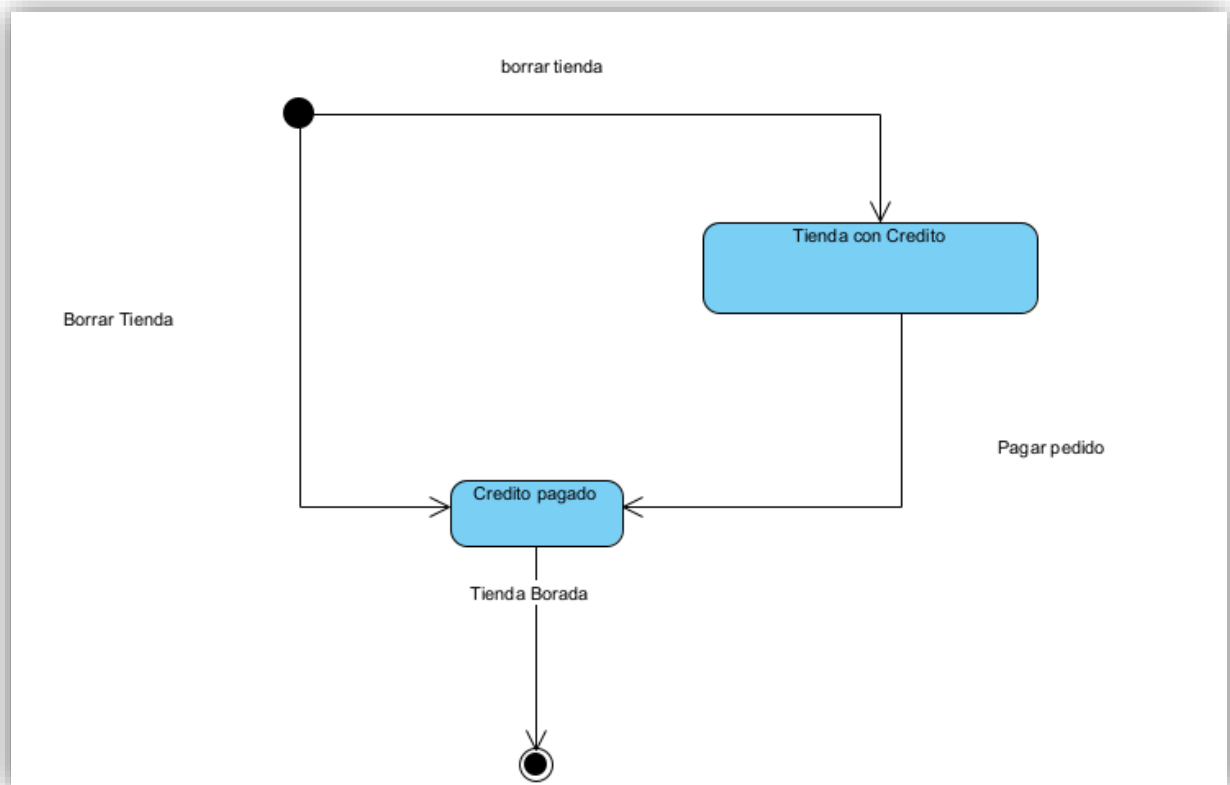 borrar tienda
Tienda con Credito
Borrar Tienda
Pagar pedido
Credito pagado
Tienda Borada